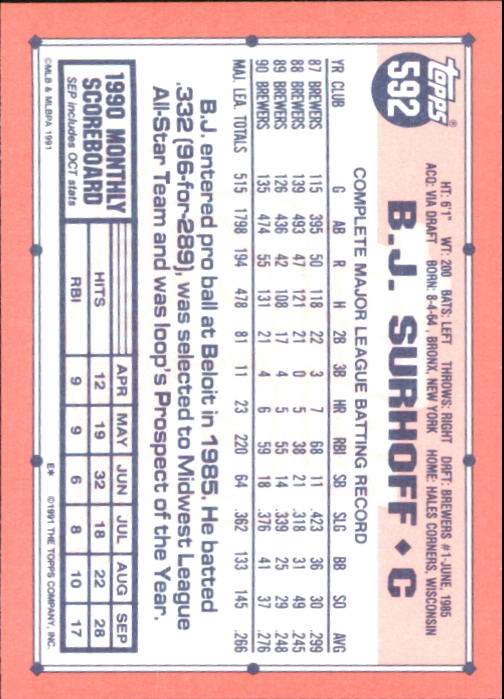 Topps®
592
HT: 6'1" WT: 200 BATS: LEFT THROWS: RIGHT DRFT: BREWERS #1-JUNE, 1985
ACQ: VIA DRAFT BORN: 8-4-64, BRONX, NEW YORK HOME: HALES CORNERS, WISCONSIN
B.J. SURHOFF ♦ C
COMPLETE MAJOR LEAGUE BATTING RECORD
YR CLUB G AB R H 2B 3B HR RBI SB SLG BB SO AVG
87 BREWERS 115 395 50 118 22 3 7 68 11 .423 36 30 .299
88 BREWERS 139 493 47 121 21 0 5 38 21 .318 31 49 .245
89 BREWERS 126 436 42 108 17 4 5 55 14 .339 25 29 .248
90 BREWERS 135 474 55 131 21 4 6 59 18 .376 41 37 .276
MAJ. LEA. TOTALS 515 1798 194 478 81 11 23 220 64 .362 133 145 .266
B.J. entered pro ball at Beloit in 1985. He batted
.332 (96-for-289), was selected to Midwest League
All-Star Team and was loop's Prospect of the Year.
1990 MONTHLY
SCOREBOARD
SEP includes OCT stats
APR MAY JUN JUL AUG SEP
HITS 12 19 32 18 22 28
RBI 9 9 6 8 10 17
©MLB & MLBPA 1991
E* ©1991 THE TOPPS COMPANY, INC.